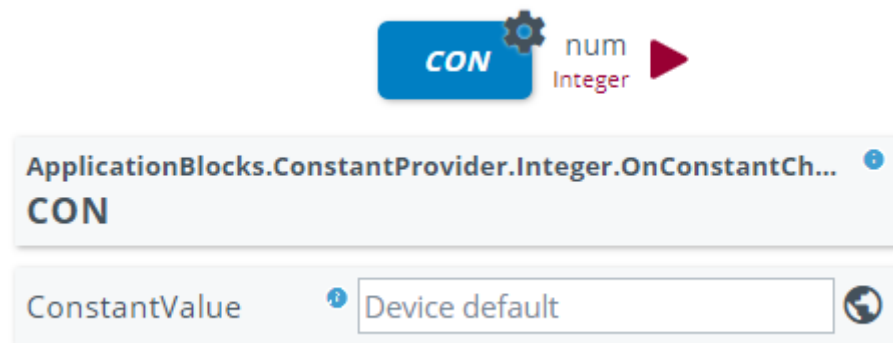 CON
num
Integer
ApplicationBlocks.ConstantProvider.Integer.OnConstantCh...
CON
ConstantValue
Device default